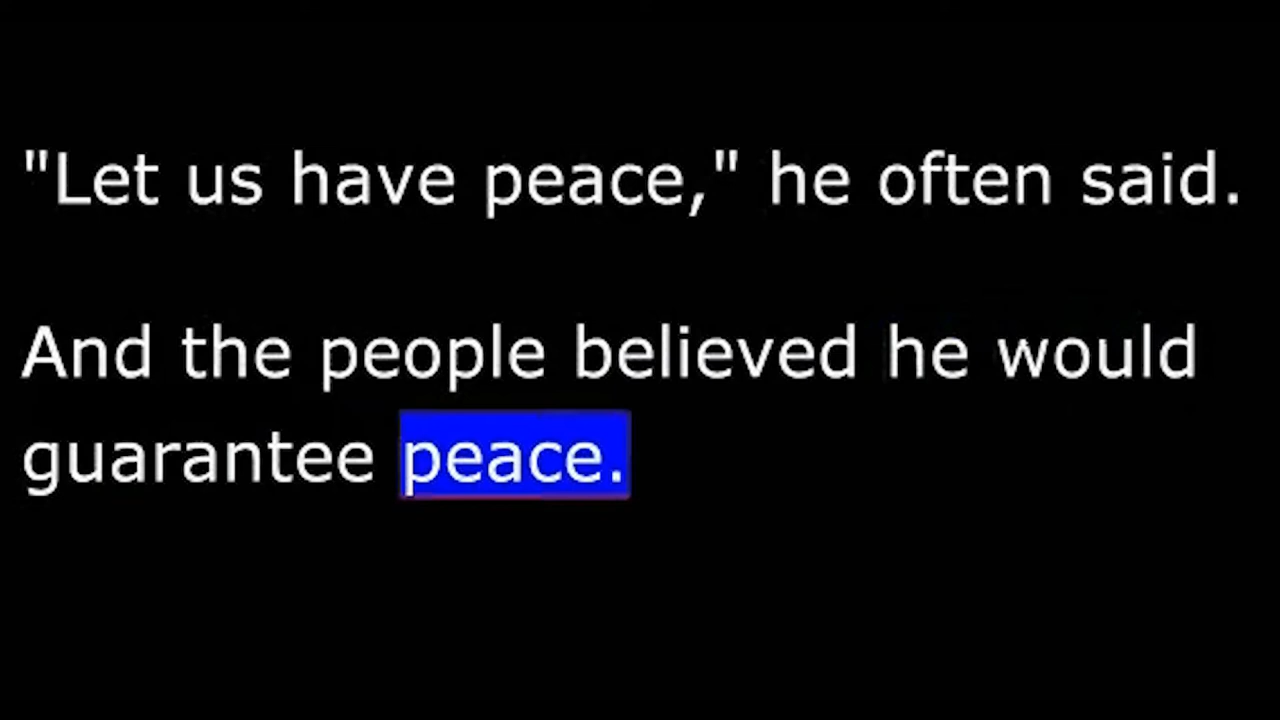 "Let us have peace," he often said.
And the people believed he would
guarantee peace.